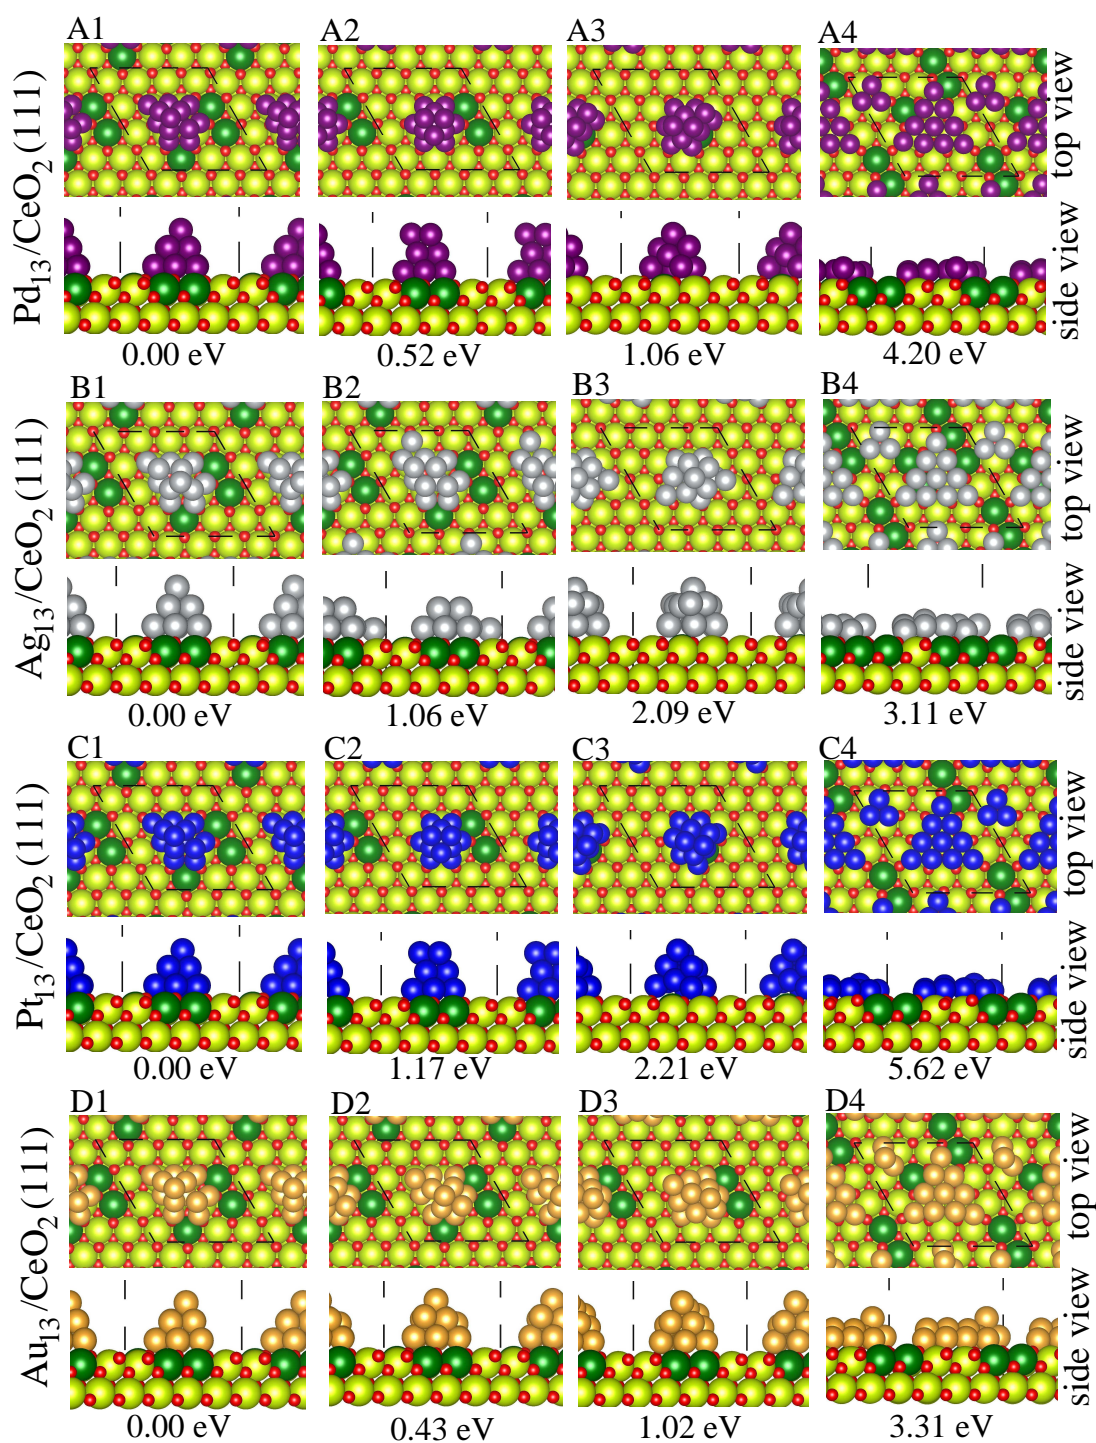 A1 A2 A3 A4
Pd13/CeO2 (111)
top view
side view
0.00 eV 0.52 eV 1.06 eV 4.20 eV
B1 B2 B3 B4
Ag13/CeO2 (111)
top view
side view
0.00 eV 1.06 eV 2.09 eV 3.11 eV
C1 C2 C3 C4
Pt13/CeO2 (111)
top view
side view
0.00 eV 1.17 eV 2.21 eV 5.62 eV
D1 D2 D3 D4
Au13/CeO2 (111)
top view
side view
0.00 eV 0.43 eV 1.02 eV 3.31 eV